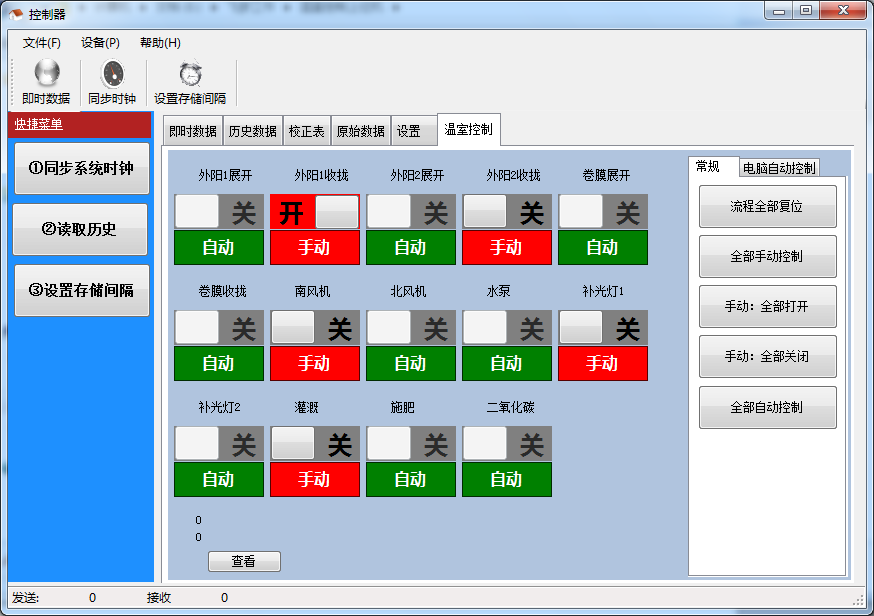 控制器
文件(F) 设备(P) 帮助(H)
即时数据 同步时钟 设置存储间隔
快捷菜单
①同步系统时钟
②读取历史
③设置存储间隔
即时数据 历史数据 校正表 原始数据 设置 温室控制
外阳1展开 外阳1收拢 外阳2展开 外阳2收拢 卷膜展开
关 开 关 关 关
自动 手动 自动 手动 自动
卷膜收拢 南风机 北风机 水泵 补光灯1
关 关 关 关 关
自动 手动 自动 自动 手动
补光灯2 灌溉 施肥 二氧化碳
关 关 关 关
自动 手动 自动 自动
0
0
查看
常规 电脑自动控制
流程全部复位
全部手动控制
手动：全部打开
手动：全部关闭
全部自动控制
发送: 0 接收 0